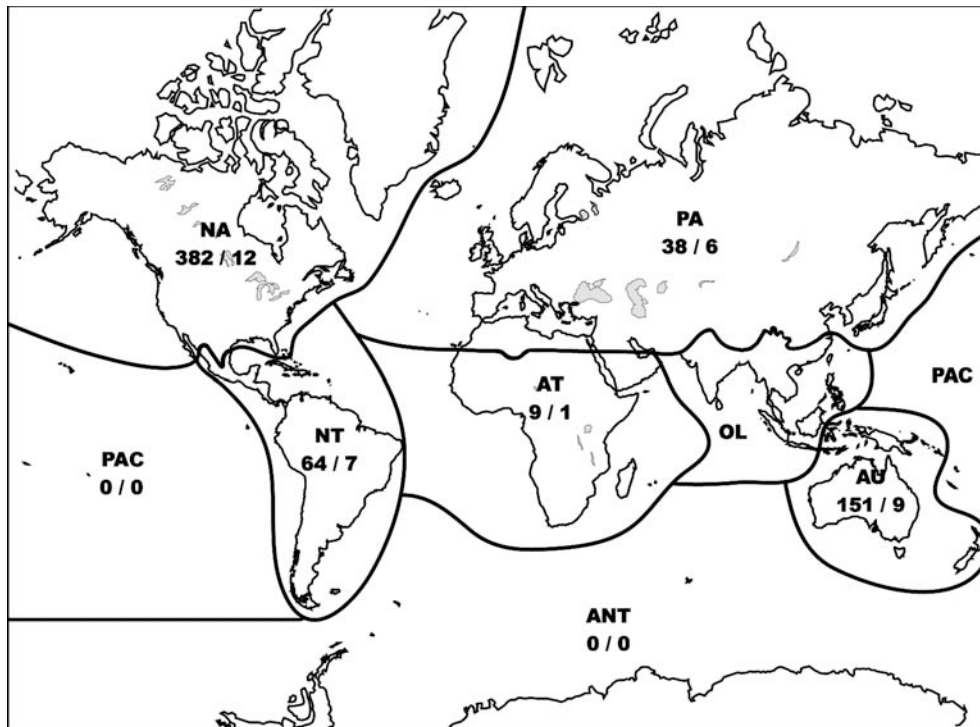 NA
382 / 12
PA
38 / 6
PAC
AT
9 / 1
OL
NT
64 / 7
PAC
0 / 0
AU
151 / 9
ANT
0 / 0